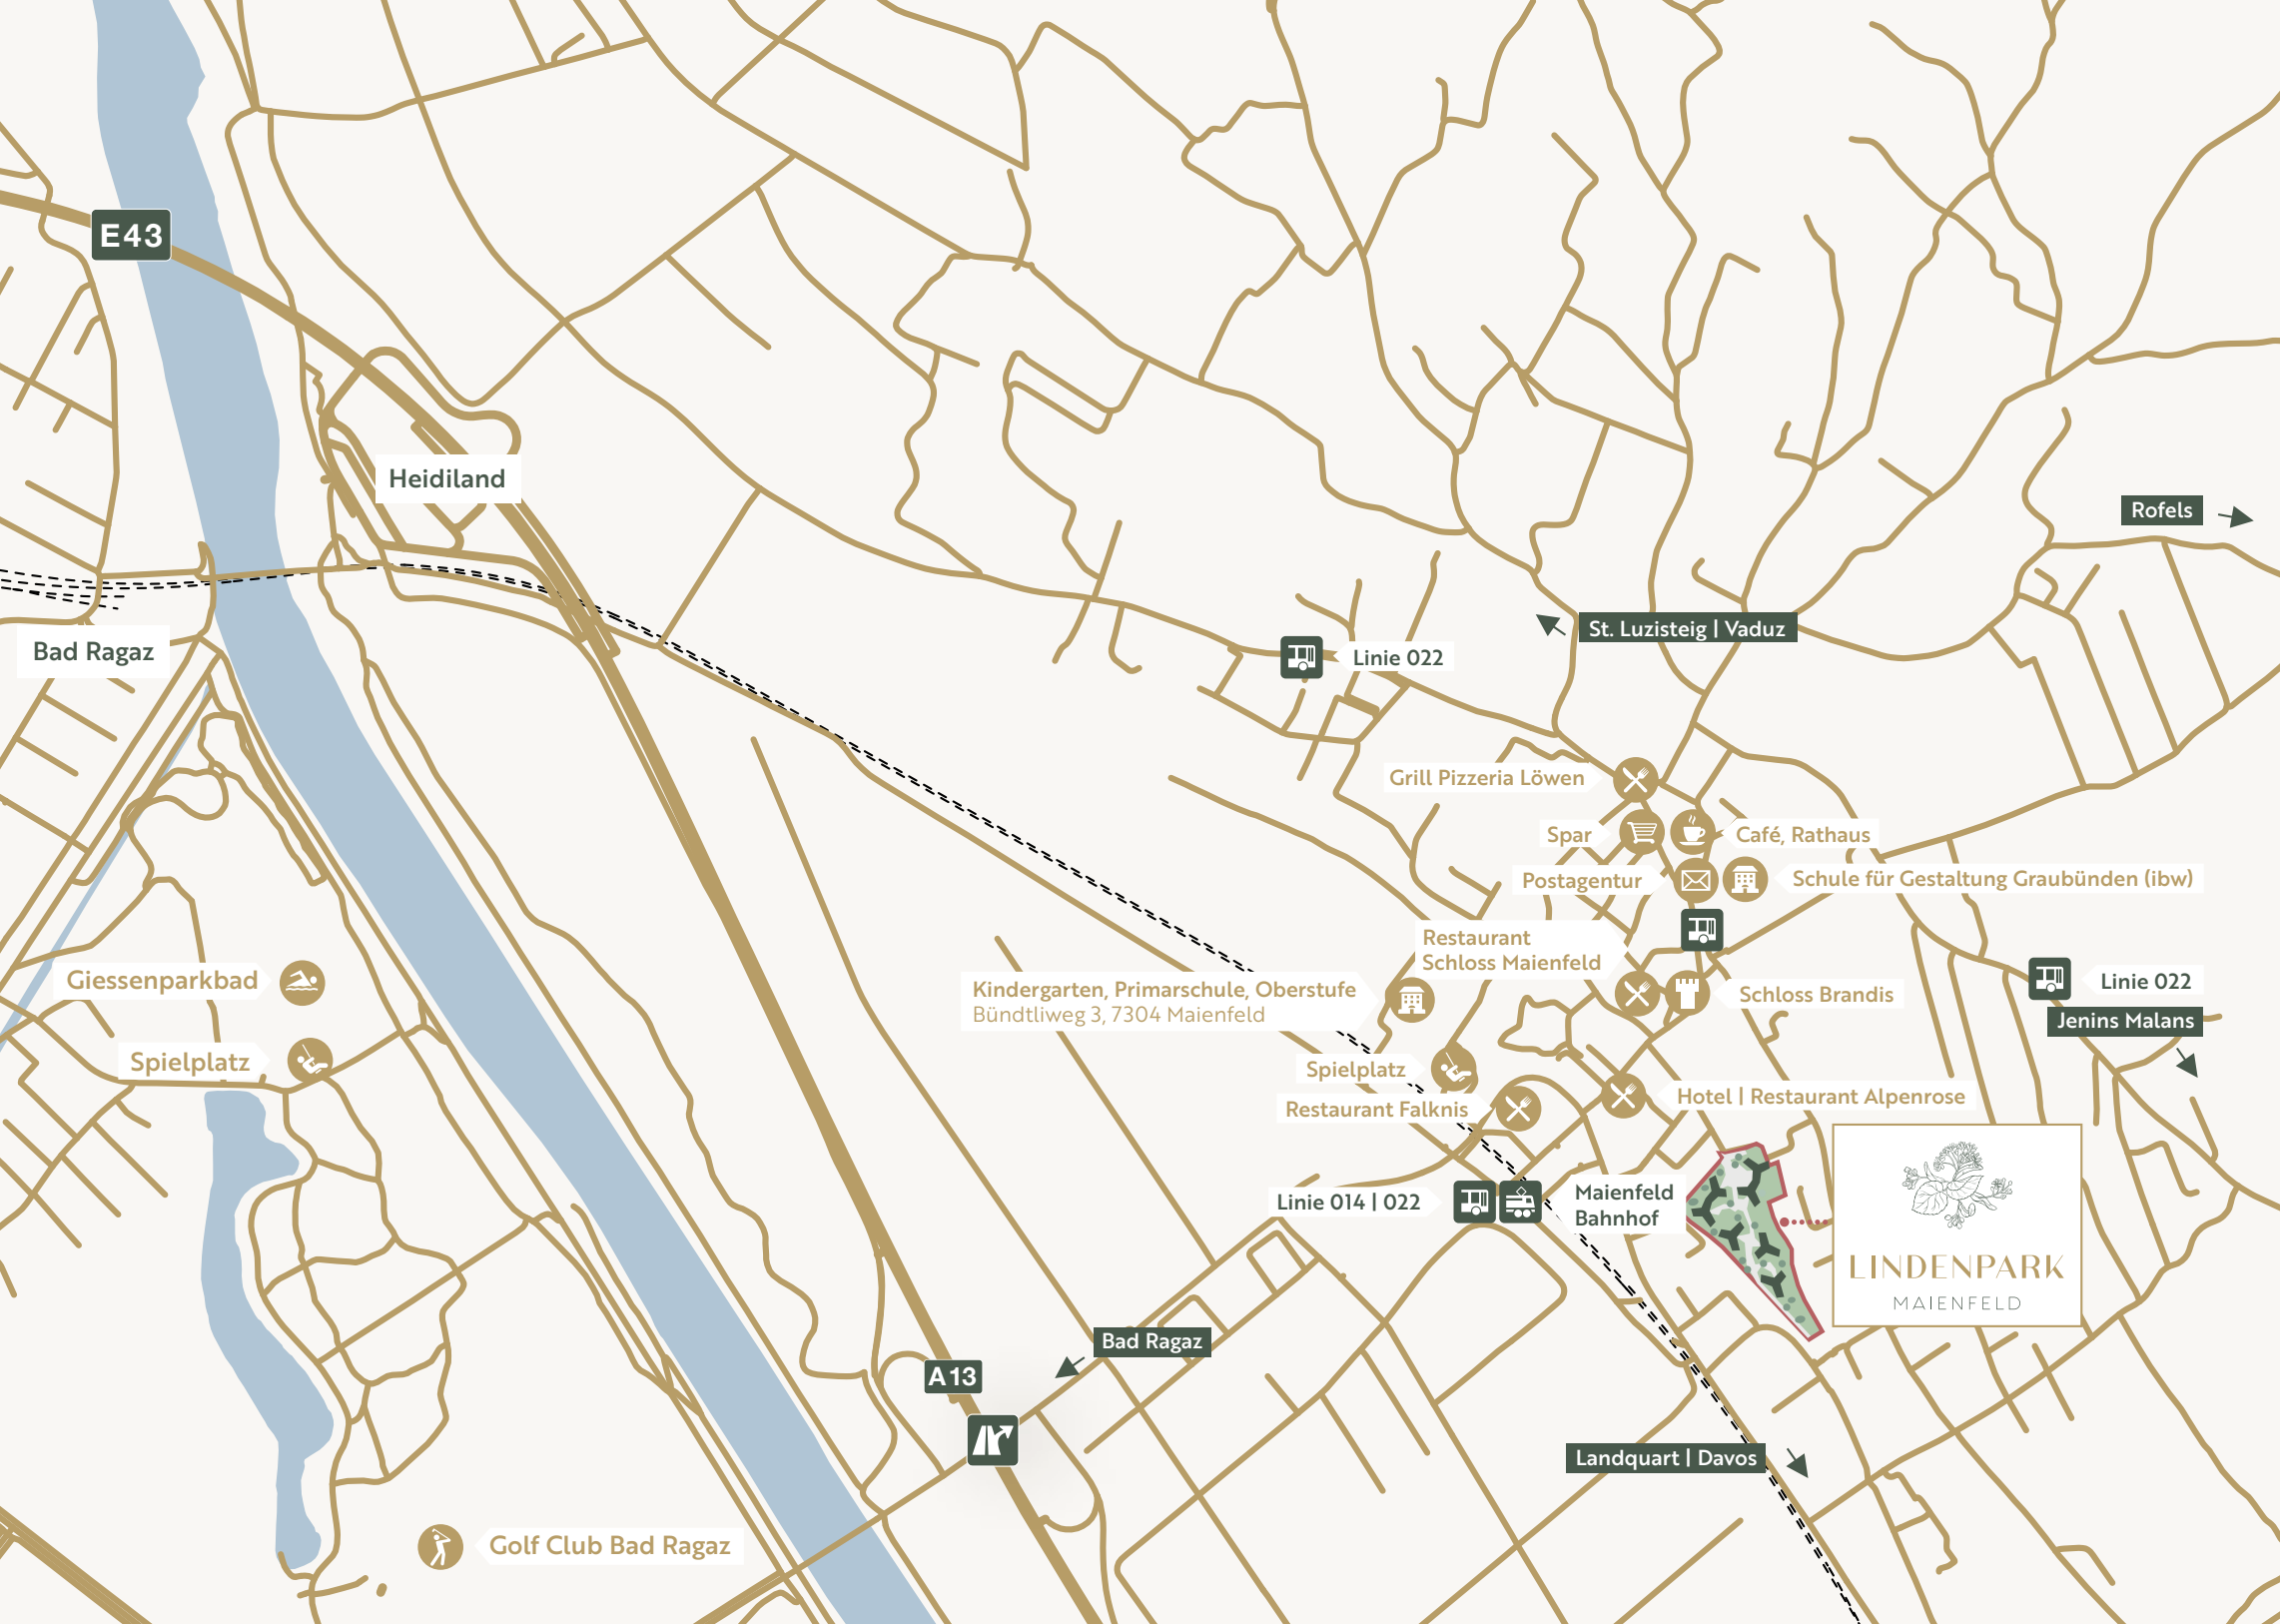 E43
Heidiland
Rofels
St. Luzisteig | Vaduz
Bad Ragaz
Linie 022
Grill Pizzeria Löwen
Spar
Café, Rathaus
Postagentur
Schule für Gestaltung Graubünden (ibw)
Restaurant
Schloss Maienfeld
Giessenparkbad
Kindergarten, Primarschule, Oberstufe
Bündtliweg 3, 7304 Maienfeld
Schloss Brandis
Linie 022
Jenins Malans
Spielplatz
Spielplatz
Restaurant Falknis
Hotel | Restaurant Alpenrose
Linie 014 | 022
Maienfeld
Bahnhof
LINDENPARK
MAIENFELD
Bad Ragaz
A13
Landquart | Davos
Golf Club Bad Ragaz